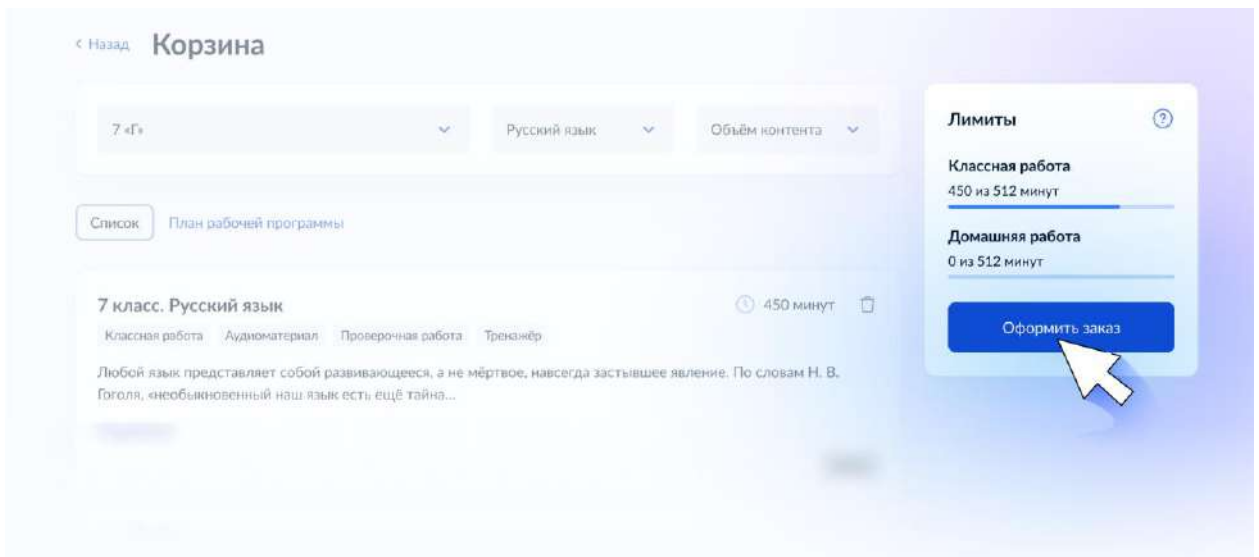 < Назад Корзина
7 «Г»
Русский язык
Объём контента
Список
План рабочей программы
7 класс. Русский язык
450 минут
Классная работа Аудиоматериал Проверочная работа Тренажёр
Любой язык представляет собой развивающееся, а не мёртвое, навсегда застывшее явление. По словам Н. В.
Гоголя, «необыкновенный наш язык есть ещё тайна...
Лимиты
?
Классная работа
450 из 512 минут
Домашняя работа
0 из 512 минут
Оформить заказ